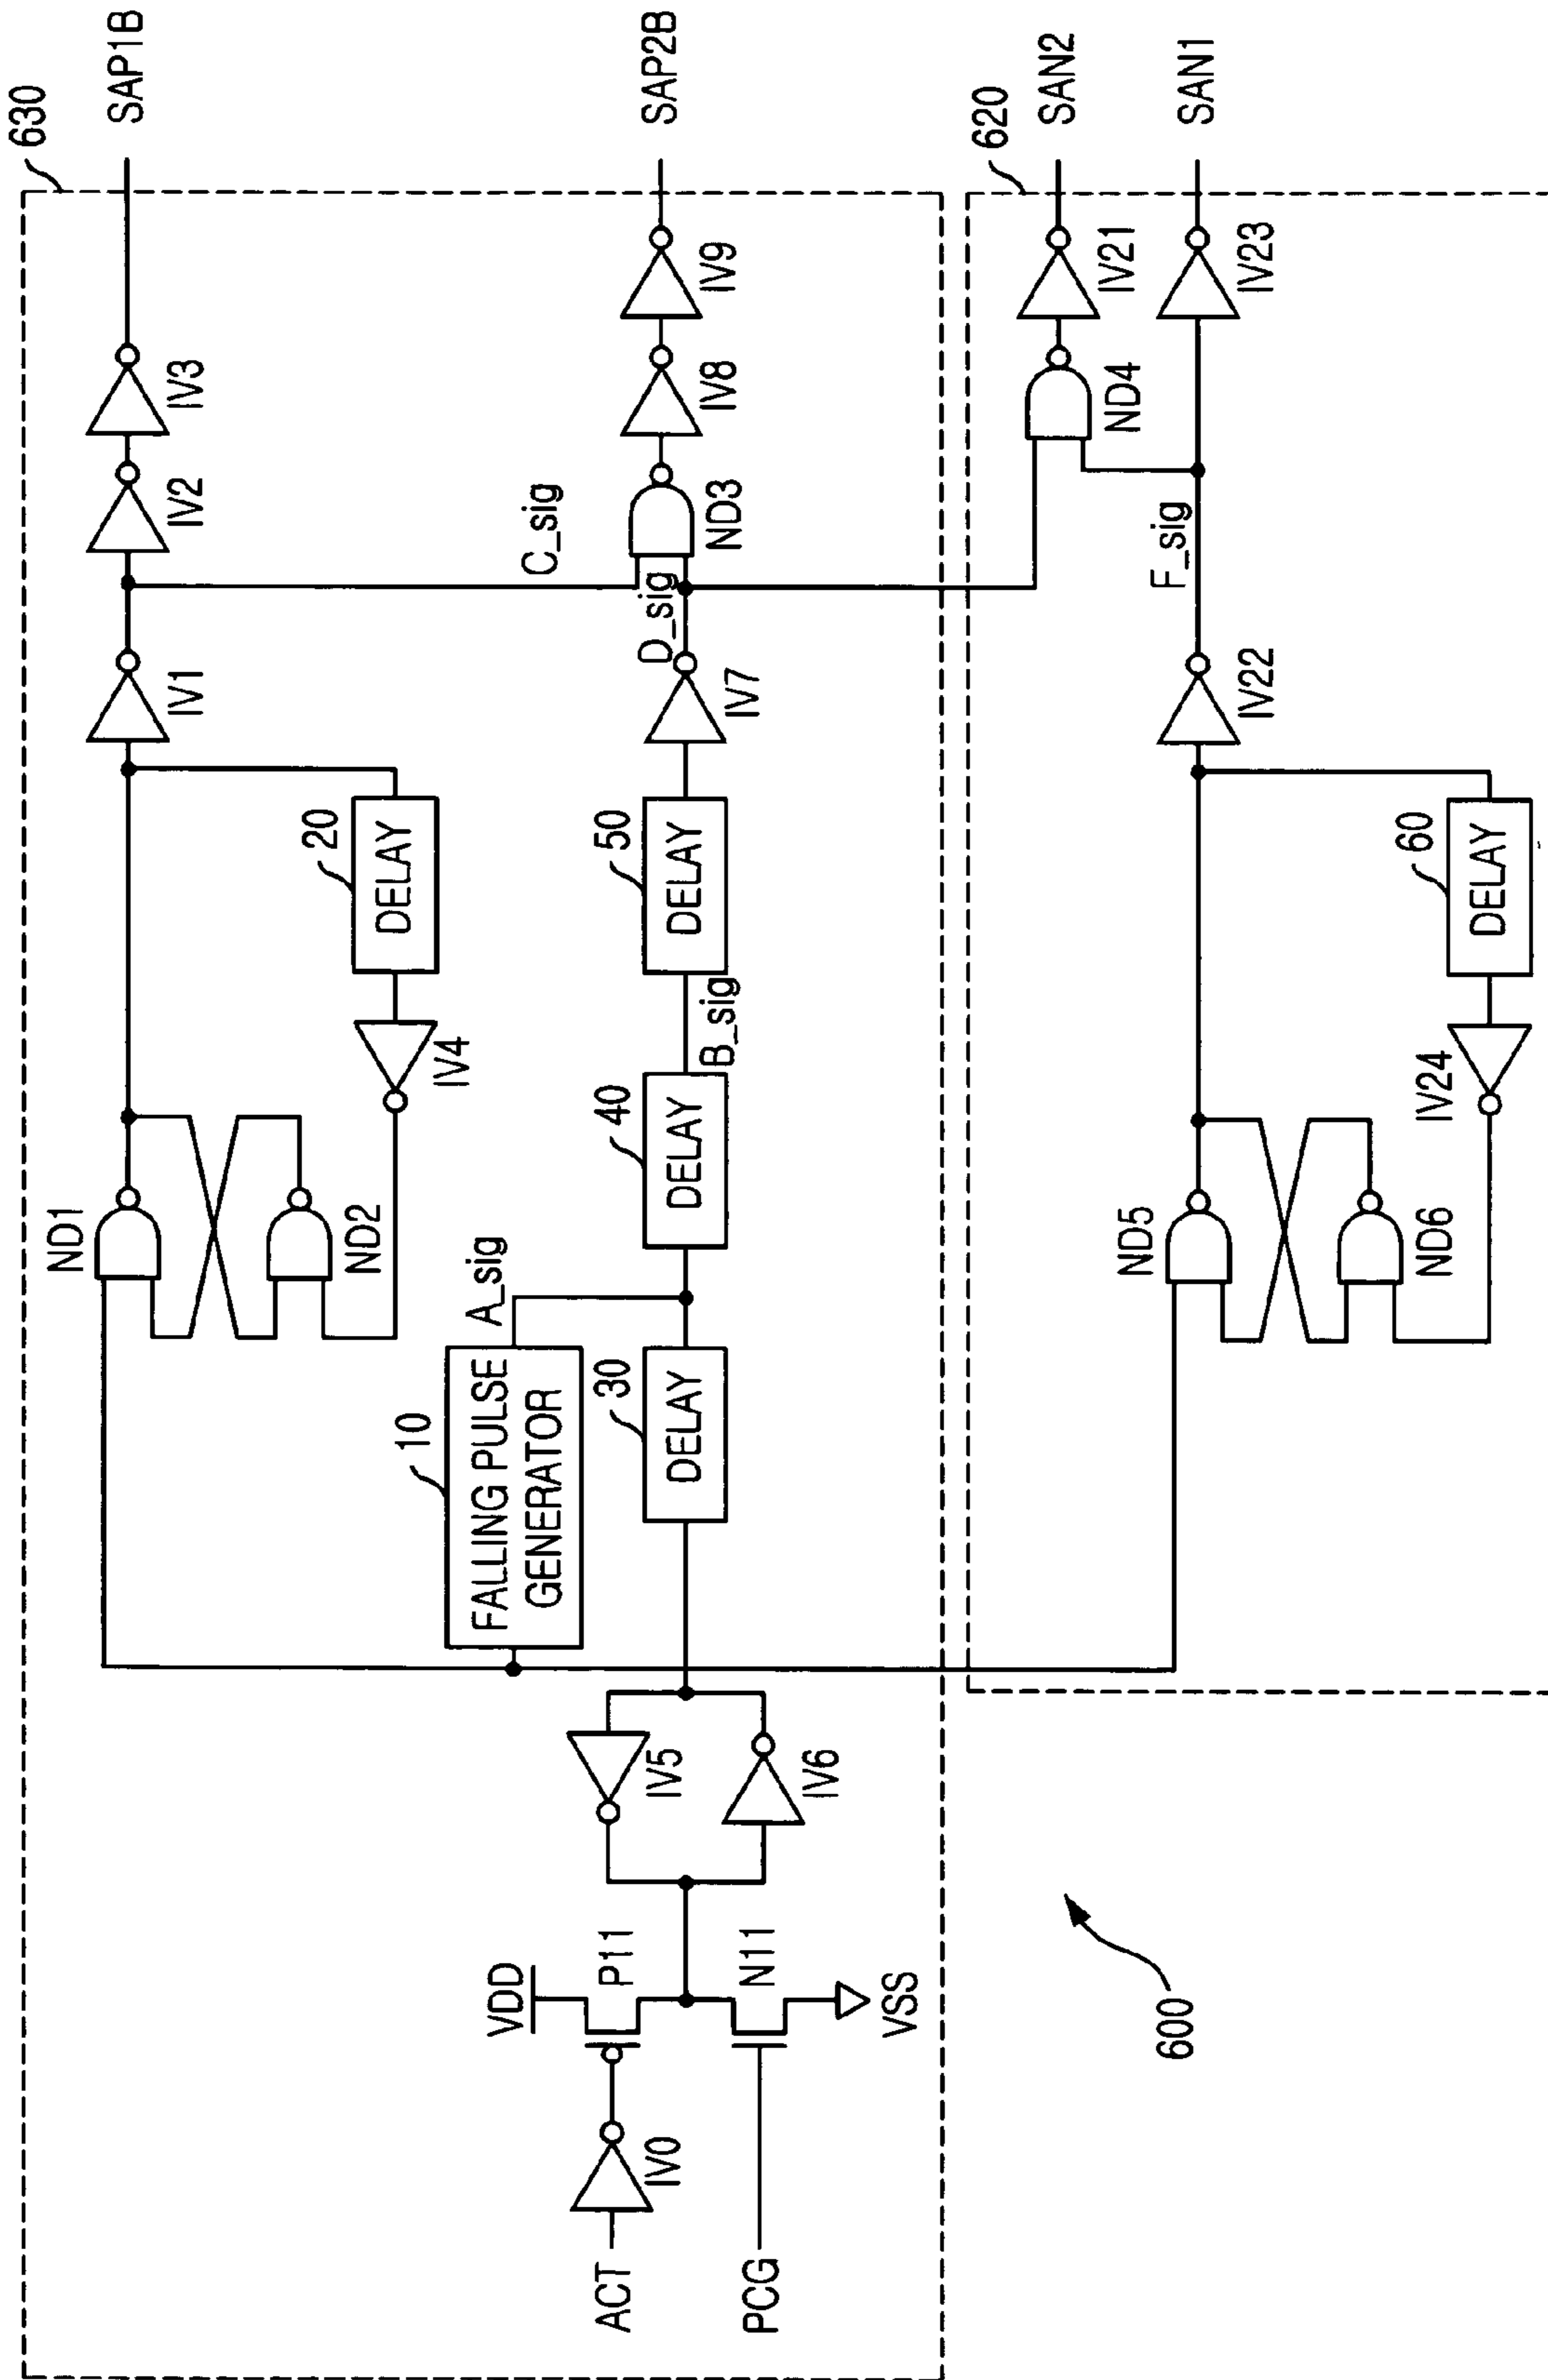 630
SAP1B
IV1
IV2
IV3
ND1
ND2
20
DELAY
IV4
C_sig
10
FALLING PULSE
GENERATOR
A_sig
VDD
ACT
IV0
P11
IV5
30
DELAY
40
DELAY
B_sig
50
DELAY
IV7
D_sig
ND3
IV8
IV9
SAP2B
PCG
N11
VSS
IV6
620
SAN2
ND4
IV21
ND5
ND6
IV22
F_sig
IV23
SAN1
60
DELAY
IV24
600